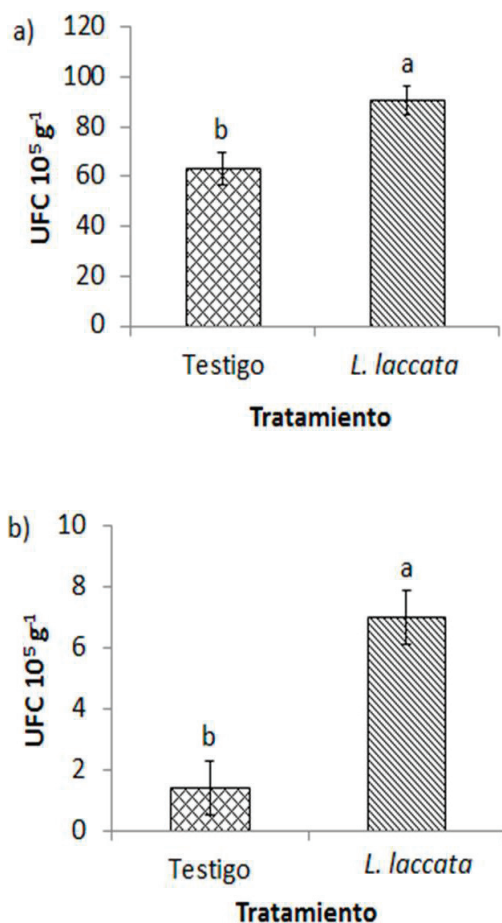 a)
120
100
80
60
40
20
0
UFC 10⁵ g⁻¹
b
a
Testigo L. laccata
Tratamiento
b)
10
8
6
4
2
0
UFC 10⁵ g⁻¹
b
a
Testigo L. laccata
Tratamiento